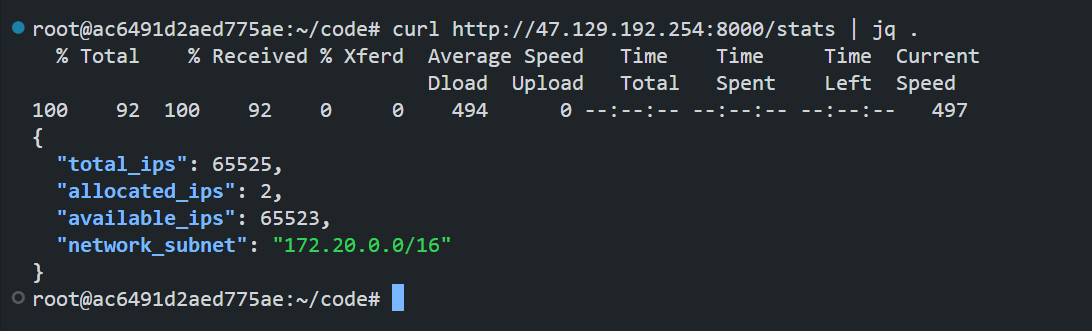 root@ac6491d2aed775ae:~/code# curl http://47.129.192.254:8000/stats | jq .
  % Total    % Received % Xferd  Average Speed   Time    Time     Time  Current
                                 Dload  Upload   Total   Spent    Left  Speed
100    92  100    92    0     0    494      0 --:--:-- --:--:-- --:--:--   497
{
  "total_ips": 65525,
  "allocated_ips": 2,
  "available_ips": 65523,
  "network_subnet": "172.20.0.0/16"
}
root@ac6491d2aed775ae:~/code#